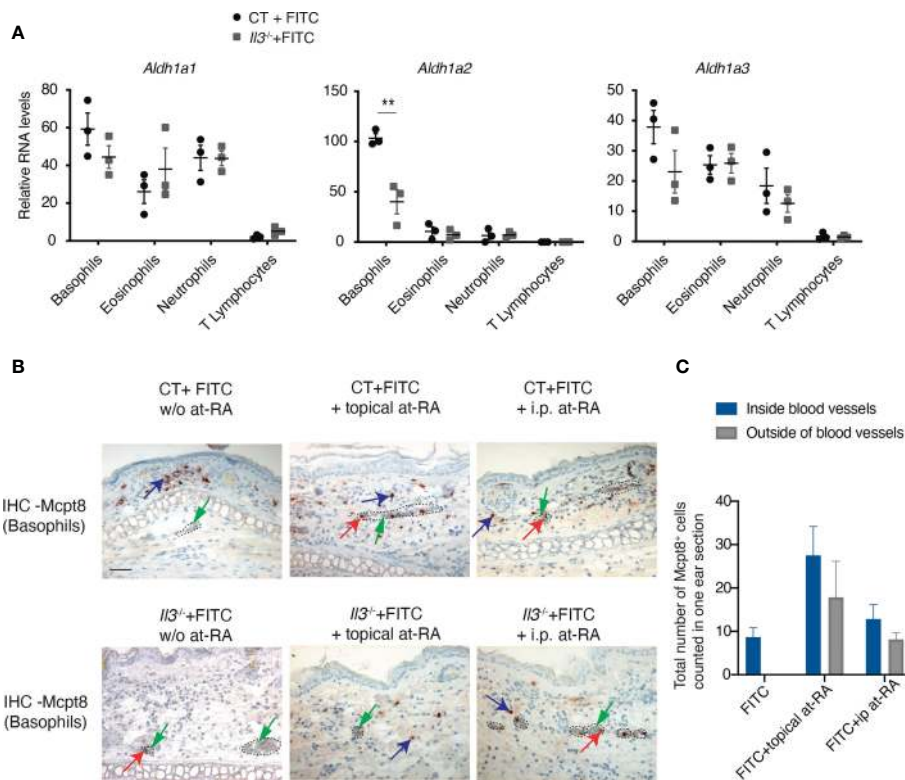 A
CT + FITC
Il3-/-+FITC
Aldh1a1
Aldh1a2
Aldh1a3
Relative RNA levels
80
60
40
20
0
150
100
50
0
**
50
40
30
20
10
0
Basophils
Eosinophils
Neutrophils
T Lymphocytes
Basophils
Eosinophils
Neutrophils
T Lymphocytes
Basophils
Eosinophils
Neutrophils
T Lymphocytes
B
CT+ FITC
w/o at-RA
CT+FITC
+ topical at-RA
CT+FITC
+ i.p. at-RA
IHC -Mcpt8
(Basophils)
Il3-/-+FITC
w/o at-RA
Il3-/-+FITC
+ topical at-RA
Il3-/-+FITC
+ i.p. at-RA
IHC -Mcpt8
(Basophils)
C
Inside blood vessels
Outside of blood vessels
Total number of Mcpt8+ cells
counted in one ear section
40
30
20
10
0
FITC
FITC+topical at-RA
FITC+ip at-RA